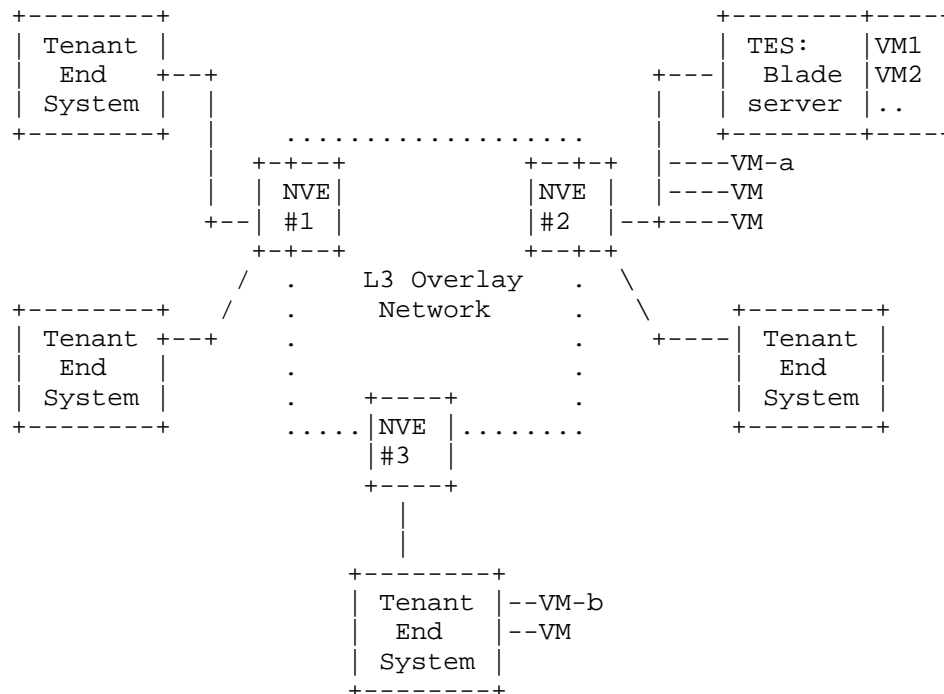 Tenant TES: VM1
End Blade VM2
System server ..
VM-a
NVE NVE VM
#1 #2 VM
L3 Overlay
Network
Tenant Tenant
End End
System System
NVE
#3
Tenant VM-b
End VM
System